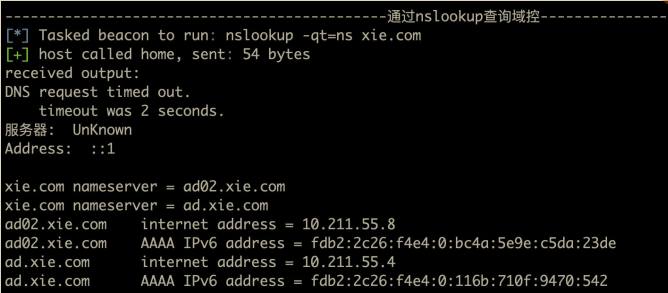 -----------------------------------------通过nslookup查询域控---------------
[*] Tasked beacon to run: nslookup -qt=ns xie.com
[+] host called home, sent: 54 bytes
received output:
DNS request timed out.
    timeout was 2 seconds.
服务器:  UnKnown
Address:  ::1

xie.com nameserver = ad02.xie.com
xie.com nameserver = ad.xie.com
ad02.xie.com    internet address = 10.211.55.8
ad02.xie.com    AAAA IPv6 address = fdb2:2c26:f4e4:0:bc4a:5e9e:c5da:23de
ad.xie.com      internet address = 10.211.55.4
ad.xie.com      AAAA IPv6 address = fdb2:2c26:f4e4:0:116b:710f:9470:542